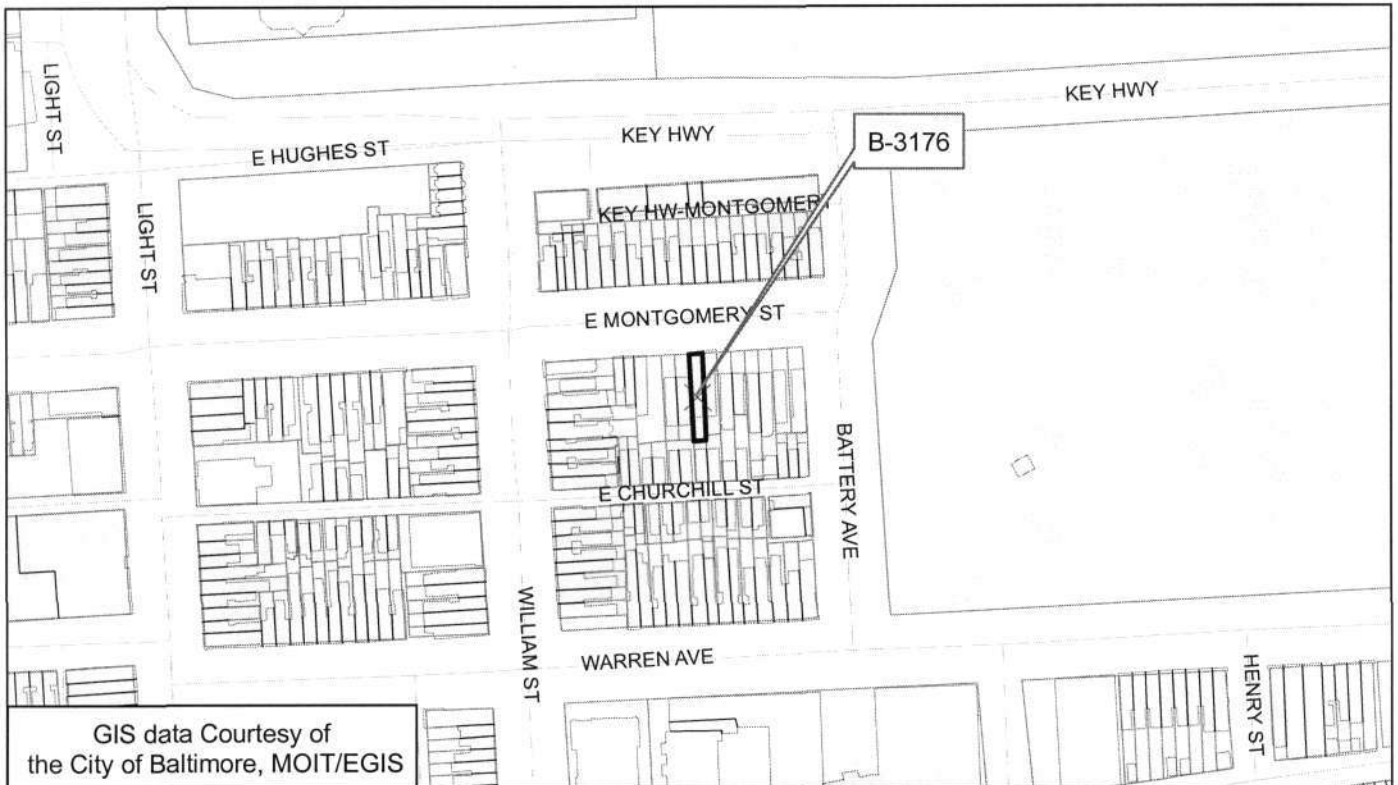 LIGHT ST
KEY HWY
B-3176
KEY HWY
E HUGHES ST
LIGHT ST
KEY HW-MONTGOMERY
E MONTGOMERY ST
BATTERY AVE
E CHURCHILL ST
WILLIAM ST
WARREN AVE
HENRY ST
GIS data Courtesy of
the City of Baltimore, MOIT/EGIS